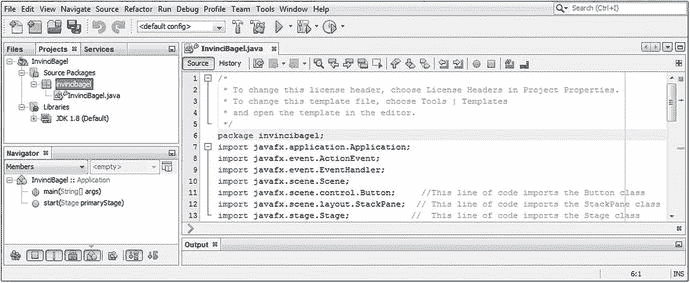 File Edit View Navigate Source Refactor Run Debug Profile Team Tools Window Help
Search (Ctrl+I)
<default config>
Files Projects Services
InvinciBagel
Source Packages
invincibagel
InvinciBagel.java
Libraries
JDK 1.8 (Default)
Navigator
Members <empty>
InvinciBagel :: Application
main(String[] args)
start(Stage primaryStage)
InvinciBagel.java
Source History
1 /*
2 * To change this license header, choose License Headers in Project Properties.
3 * To change this template file, choose Tools | Templates
4 * and open the template in the editor.
5 */
6 package invincibagel;
7 import javafx.application.Application;
8 import javafx.event.ActionEvent;
9 import javafx.event.EventHandler;
10 import javafx.scene.Scene;
11 import javafx.scene.control.Button; //This line of code imports the Button class
12 import javafx.scene.layout.StackPane; // This line of code imports the StackPane class
13 import javafx.stage.Stage; // This line of code imports the Stage class
Output
6:1 INS